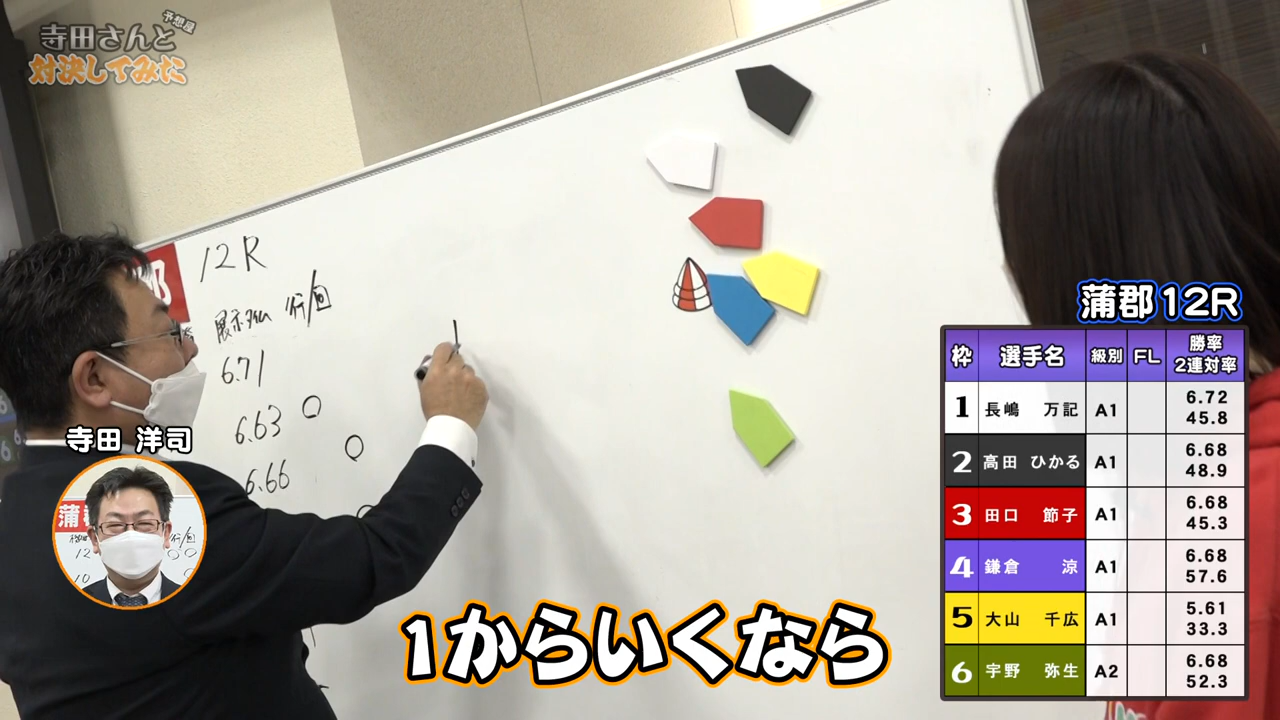 予想屋
寺田さんと
対決してみた
12R
展示タイム 行/回
6.71
6.63 ○
○
6.66
寺田 洋司
1からいくなら
蒲郡12R
枠 選手名 級別 FL 勝率 2連対率
1 長嶋 万記 A1 6.72 45.8
2 高田 ひかる A1 6.68 48.9
3 田口 節子 A1 6.68 45.3
4 鎌倉 涼 A1 6.68 57.6
5 大山 千広 A1 5.61 33.3
6 宇野 弥生 A2 6.68 52.3